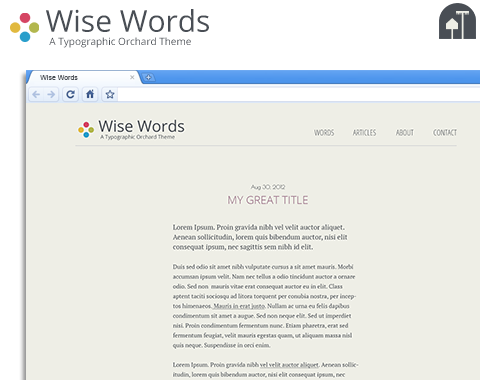 Wise Words
A Typographic Orchard Theme
Wise Words
Wise Words
A Typographic Orchard Theme
WORDS ARTICLES ABOUT CONTACT
Aug 30, 2012
MY GREAT TITLE
Lorem Ipsum. Proin gravida nibh vel velit auctor aliquet.
Aenean sollicitudin, lorem quis bibendum auctor, nisi elit
consequat ipsum, nec sagittis sem nibh id elit.
Duis sed odio sit amet nibh vulputate cursus a sit amet mauris. Morbi
accumsan ipsum velit. Nam nec tellus a odio tincidunt auctor a ornare
odio. Sed non mauris vitae erat consequat auctor eu in elit. Class
aptent taciti sociosqu ad litora torquent per conubia nostra, per incep-
tos himenaeos. Mauris in erat justo. Nullam ac urna eu felis dapibus
condimentum sit amet a augue. Sed non neque elit. Sed ut imperdiet
nisi. Proin condimentum fermentum nunc. Etiam pharetra, erat sed
fermentum feugiat, velit mauris egestas quam, ut aliquam massa nisl
quis neque. Suspendisse in orci enim.
Lorem Ipsum. Proin gravida nibh vel velit auctor aliquet. Aenean sollic-
itudin, lorem quis bibendum auctor, nisi elit consequat ipsum, nec